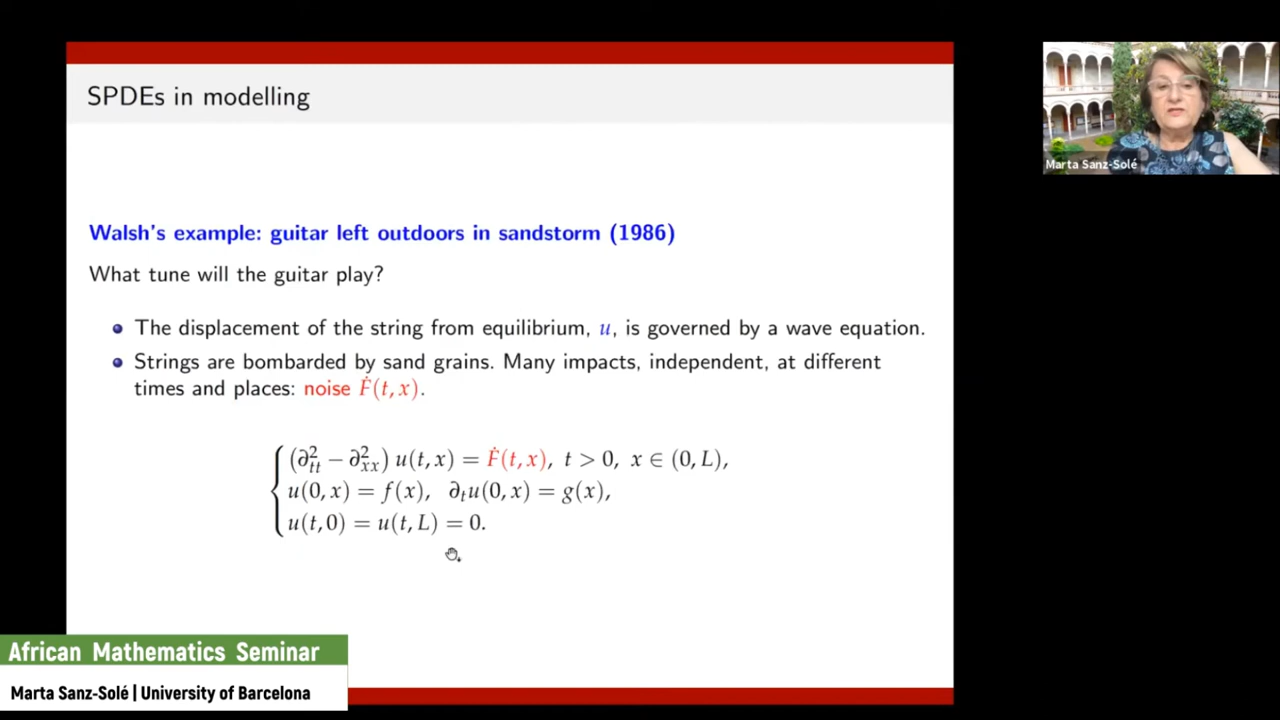 SPDEs in modelling
Marta Sanz-Solé
Walsh's example: guitar left outdoors in sandstorm (1986)
What tune will the guitar play?
The displacement of the string from equilibrium, u, is governed by a wave equation.
Strings are bombarded by sand grains. Many impacts, independent, at different
times and places: noise Ḟ(t, x).
(∂²ₜₜ − ∂²ₓₓ) u(t, x) = Ḟ(t, x), t > 0, x ∈ (0, L),
u(0, x) = f(x), ∂ₜu(0, x) = g(x),
u(t, 0) = u(t, L) = 0.
African Mathematics Seminar
Marta Sanz-Solé | University of Barcelona